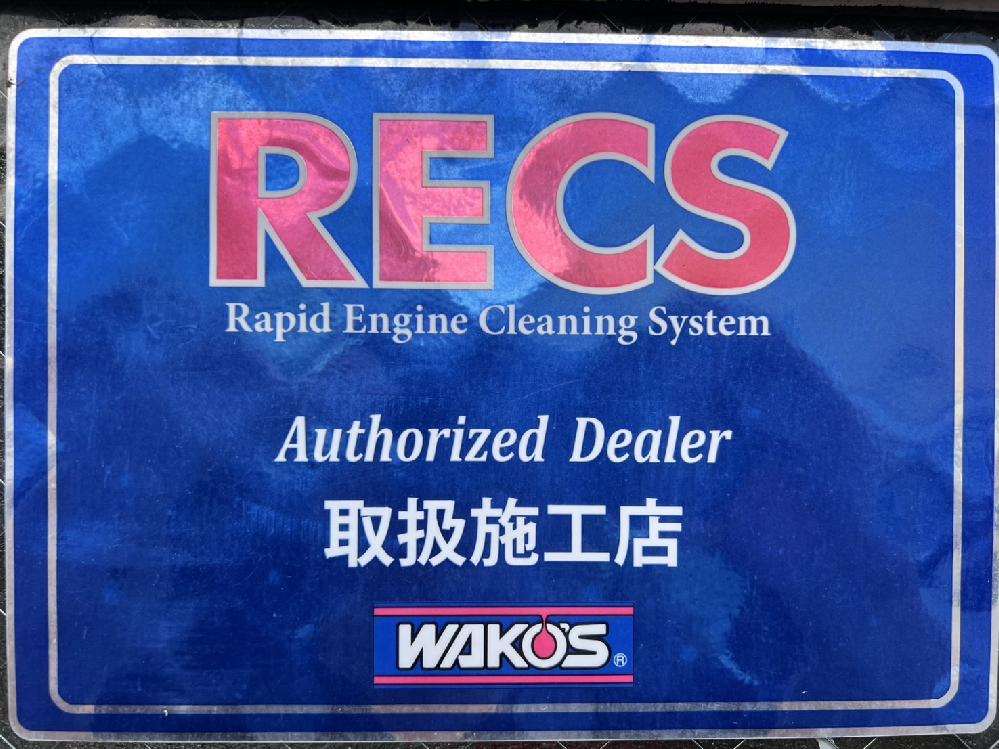 RECS
Rapid Engine Cleaning System
Authorized Dealer
取扱施工店
WAKO'S ®